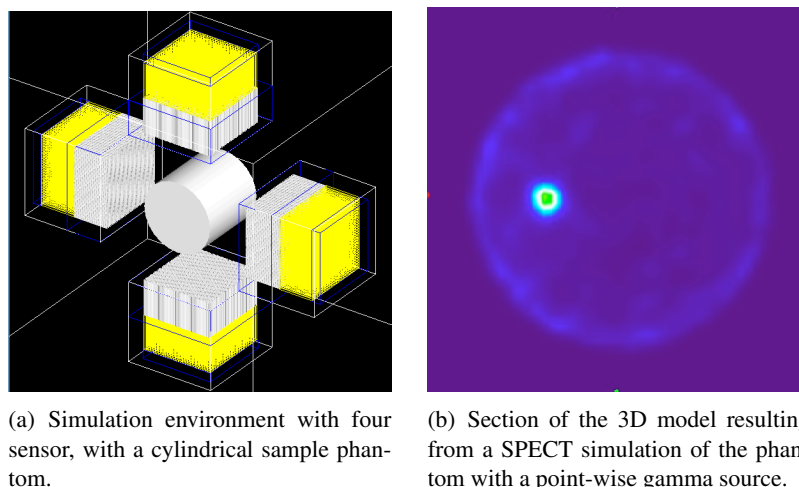 (a) Simulation environment with four
sensor, with a cylindrical sample phan-
tom.
(b) Section of the 3D model resultin
from a SPECT simulation of the phan
tom with a point-wise gamma source.